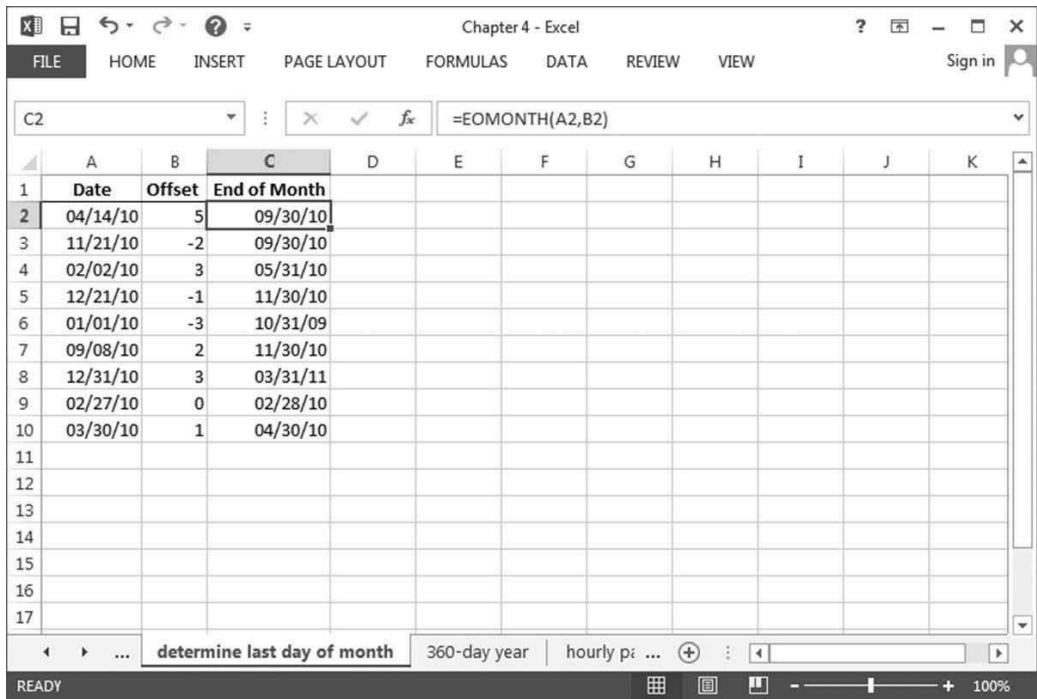 Chapter 4 - Excel
?
FILE HOME INSERT PAGE LAYOUT FORMULAS DATA REVIEW VIEW Sign in
C2 fx =EOMONTH(A2,B2)
A B C D E F G H I J K
1 Date Offset End of Month
2 04/14/10 5 09/30/10
3 11/21/10 -2 09/30/10
4 02/02/10 3 05/31/10
5 12/21/10 -1 11/30/10
6 01/01/10 -3 10/31/09
7 09/08/10 2 11/30/10
8 12/31/10 3 03/31/11
9 02/27/10 0 02/28/10
10 03/30/10 1 04/30/10
11
12
13
14
15
16
17
... determine last day of month 360-day year hourly pa ...
READY 100%